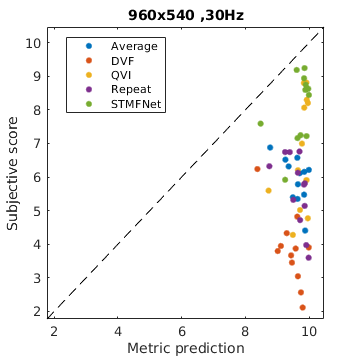 960x540 ,30Hz
Average
DVF
QVI
Repeat
STMFNet
10
9
8
7
6
5
4
3
2
Subjective score
2 4 6 8 10
Metric prediction